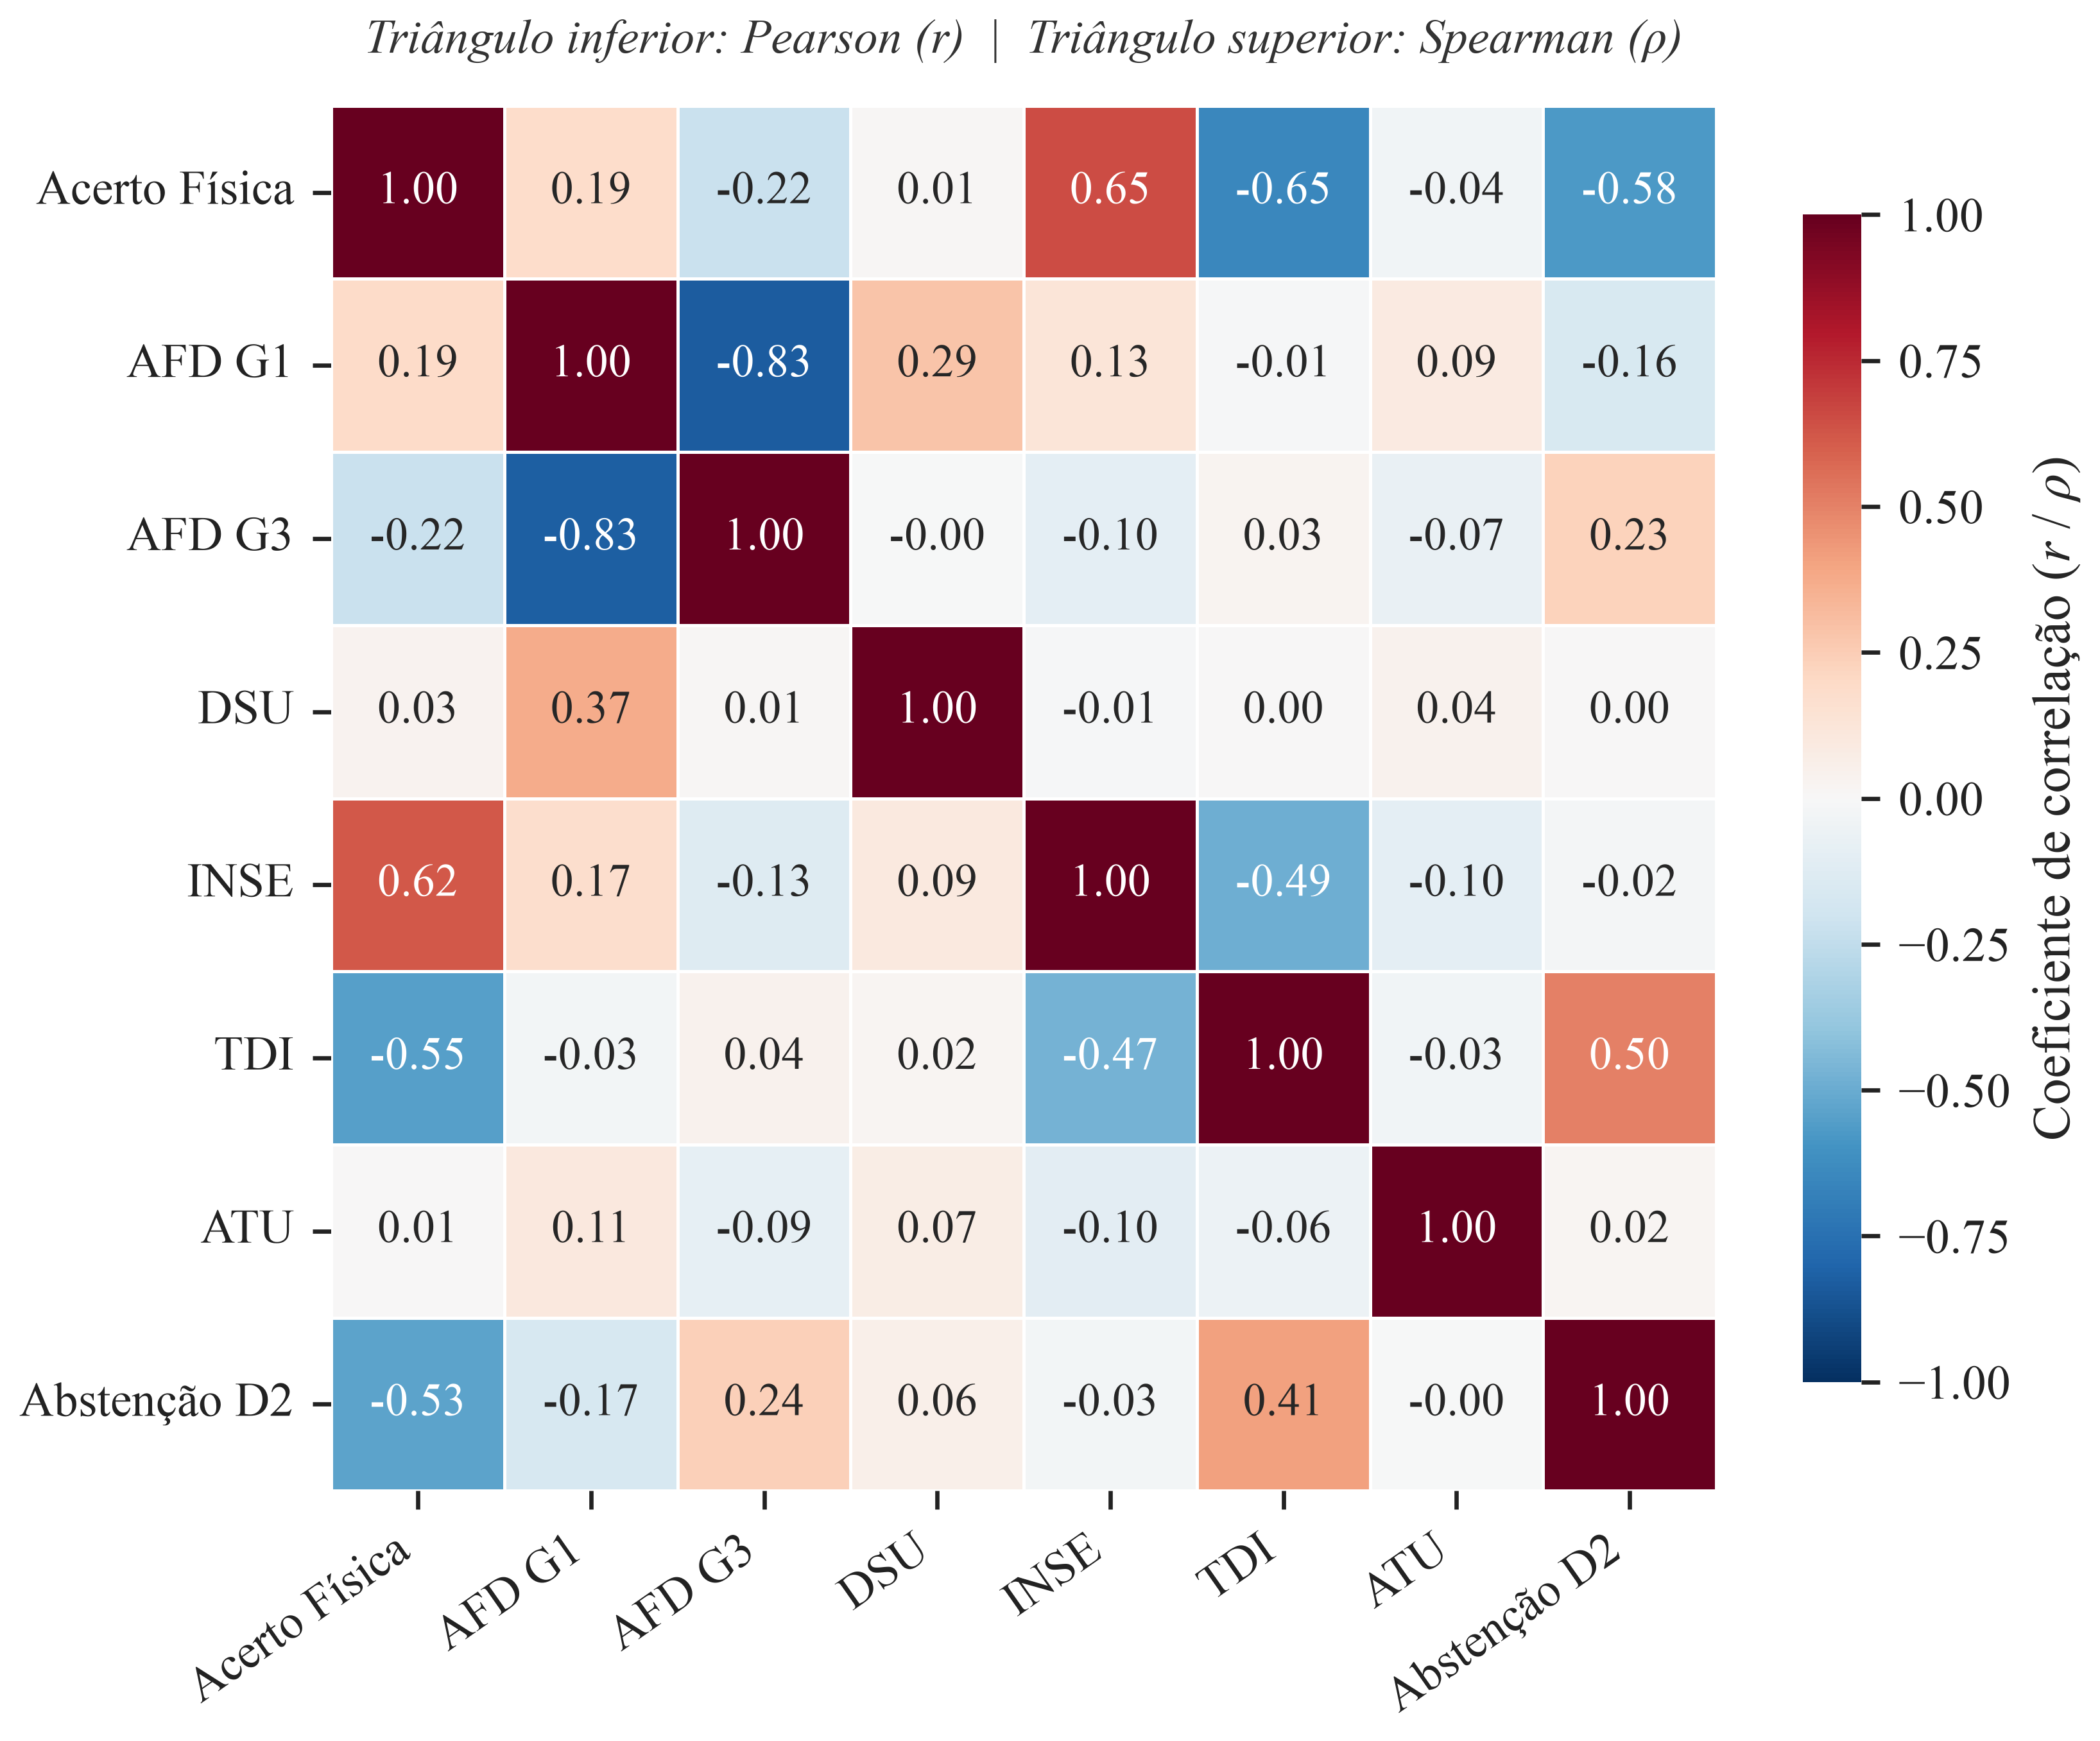 Triângulo inferior: Pearson (r) | Triângulo superior: Spearman (ρ)
Acerto Física 1.00 0.19 -0.22 0.01 0.65 -0.65 -0.04 -0.58
AFD G1 0.19 1.00 -0.83 0.29 0.13 -0.01 0.09 -0.16
AFD G3 -0.22 -0.83 1.00 -0.00 -0.10 0.03 -0.07 0.23
DSU 0.03 0.37 0.01 1.00 -0.01 0.00 0.04 0.00
INSE 0.62 0.17 -0.13 0.09 1.00 -0.49 -0.10 -0.02
TDI -0.55 -0.03 0.04 0.02 -0.47 1.00 -0.03 0.50
ATU 0.01 0.11 -0.09 0.07 -0.10 -0.06 1.00 0.02
Abstenção D2 -0.53 -0.17 0.24 0.06 -0.03 0.41 -0.00 1.00
Acerto Física
AFD G1
AFD G3
DSU
INSE
TDI
ATU
Abstenção D2
1.00
0.75
0.50
0.25
0.00
−0.25
−0.50
−0.75
−1.00
Coeficiente de correlação (r / ρ)